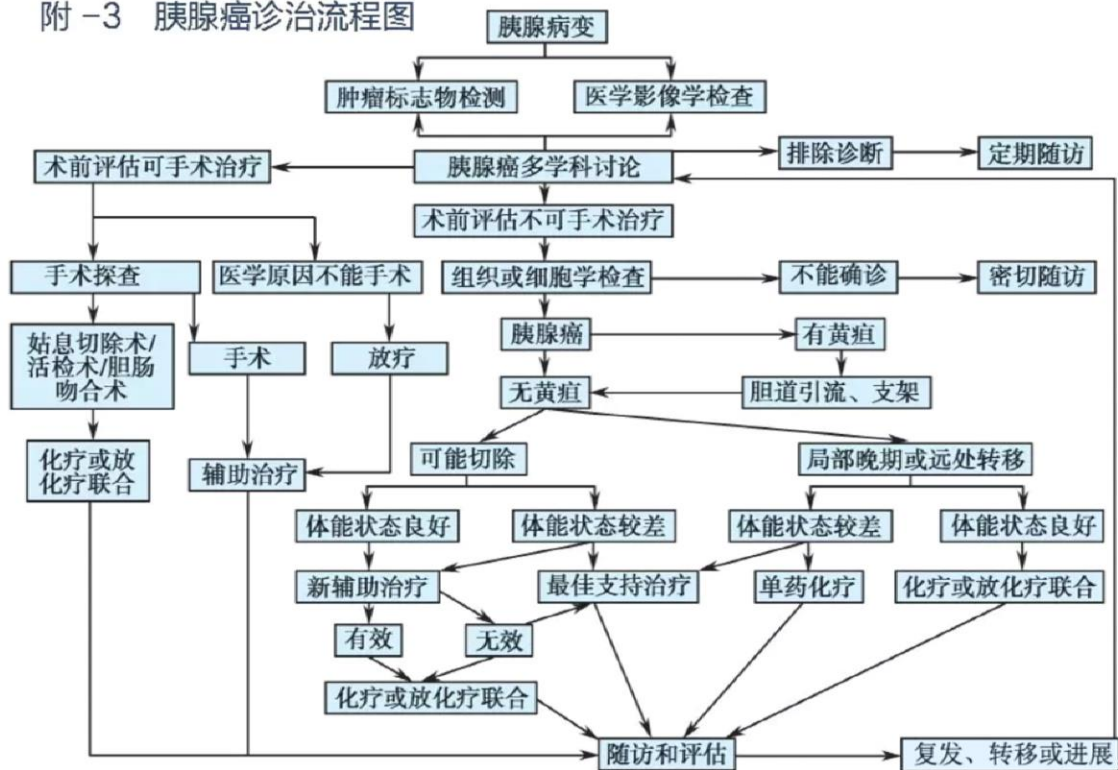 附-3 胰腺癌诊治流程图
胰腺病变
肿瘤标志物检测
医学影像学检查
术前评估可手术治疗
胰腺癌多学科讨论
排除诊断
定期随访
术前评估不可手术治疗
手术探查
医学原因不能手术
组织或细胞学检查
不能确诊
密切随访
姑息切除术/
活检术/胆肠
吻合术
手术
放疗
胰腺癌
有黄疸
无黄疸
胆道引流、支架
化疗或放
化疗联合
辅助治疗
可能切除
局部晚期或远处转移
体能状态良好
体能状态较差
体能状态较差
体能状态良好
新辅助治疗
最佳支持治疗
单药化疗
化疗或放化疗联合
有效
无效
化疗或放化疗联合
随访和评估
复发、转移或进展